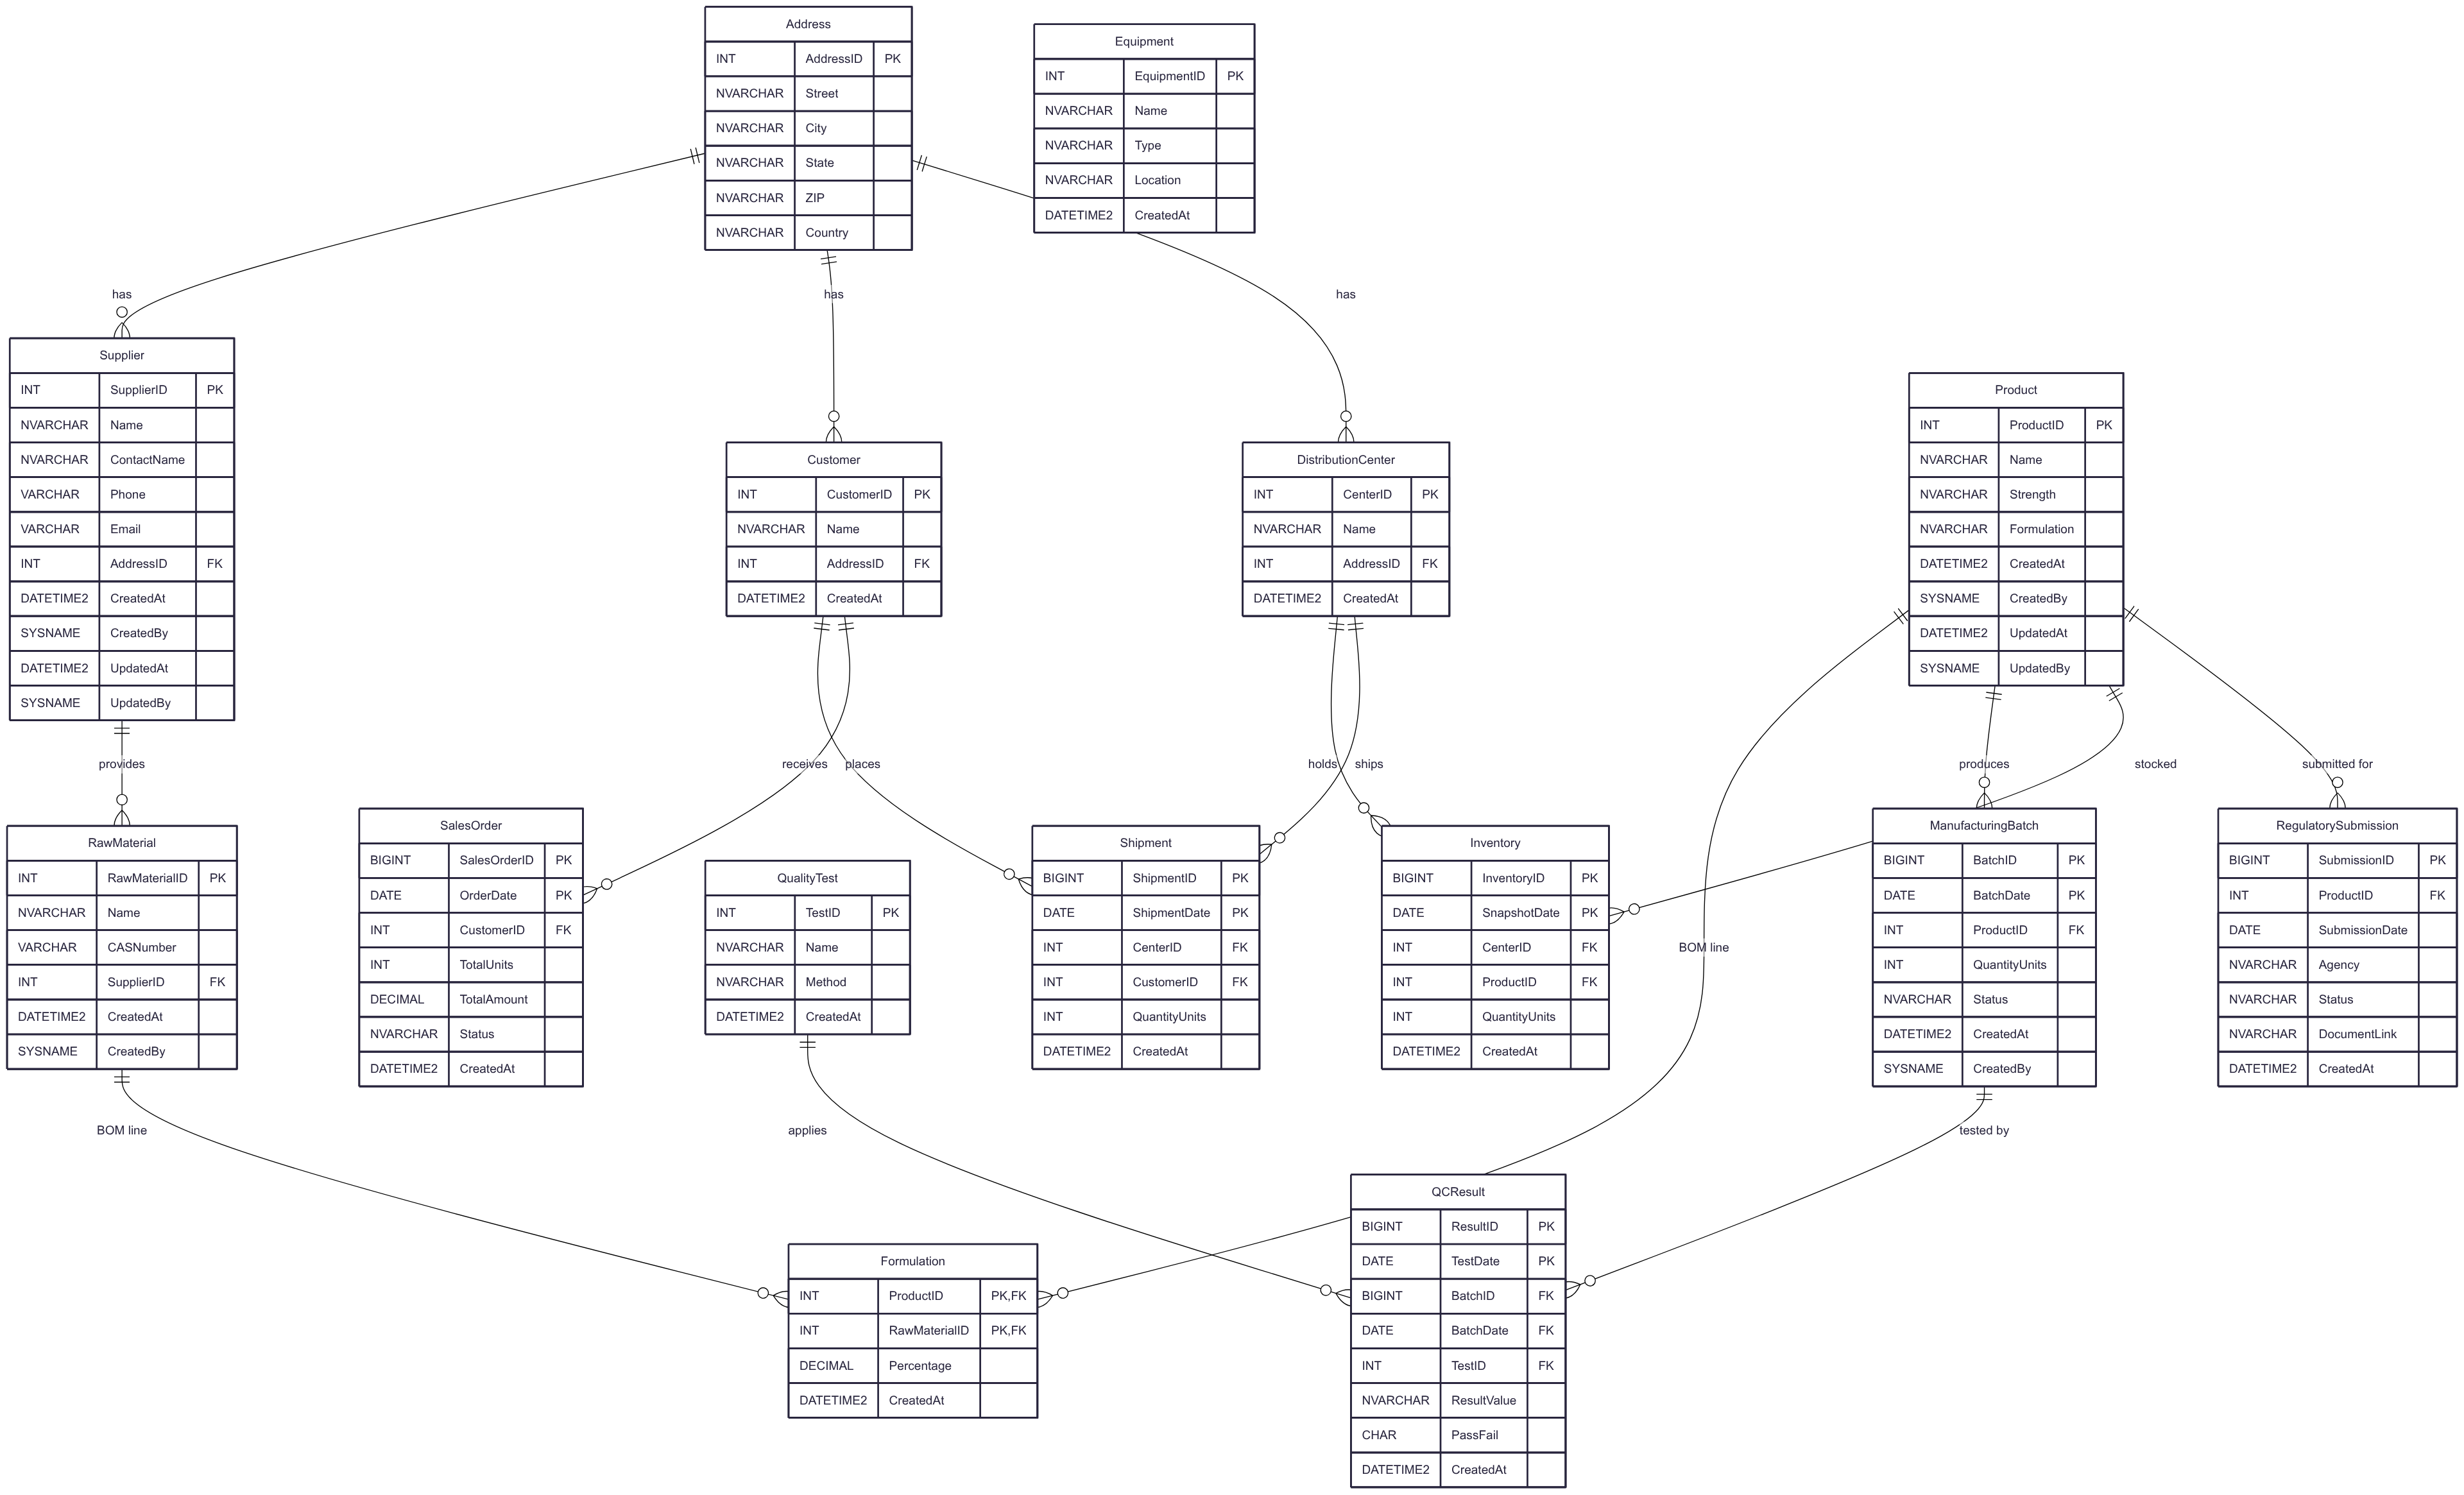 Address
INT AddressID PK
NVARCHAR Street
NVARCHAR City
NVARCHAR State
NVARCHAR ZIP
NVARCHAR Country
Equipment
INT EquipmentID PK
NVARCHAR Name
NVARCHAR Type
NVARCHAR Location
DATETIME2 CreatedAt
has
has
has
Supplier
INT SupplierID PK
NVARCHAR Name
NVARCHAR ContactName
VARCHAR Phone
VARCHAR Email
INT AddressID FK
DATETIME2 CreatedAt
SYSNAME CreatedBy
DATETIME2 UpdatedAt
SYSNAME UpdatedBy
Customer
INT CustomerID PK
NVARCHAR Name
INT AddressID FK
DATETIME2 CreatedAt
DistributionCenter
INT CenterID PK
NVARCHAR Name
INT AddressID FK
DATETIME2 CreatedAt
Product
INT ProductID PK
NVARCHAR Name
NVARCHAR Strength
NVARCHAR Formulation
DATETIME2 CreatedAt
SYSNAME CreatedBy
DATETIME2 UpdatedAt
SYSNAME UpdatedBy
provides
receives
places
holds
ships
produces
stocked
submitted for
RawMaterial
INT RawMaterialID PK
NVARCHAR Name
VARCHAR CASNumber
INT SupplierID FK
DATETIME2 CreatedAt
SYSNAME CreatedBy
SalesOrder
BIGINT SalesOrderID PK
DATE OrderDate PK
INT CustomerID FK
INT TotalUnits
DECIMAL TotalAmount
NVARCHAR Status
DATETIME2 CreatedAt
QualityTest
INT TestID PK
NVARCHAR Name
NVARCHAR Method
DATETIME2 CreatedAt
Shipment
BIGINT ShipmentID PK
DATE ShipmentDate PK
INT CenterID FK
INT CustomerID FK
INT QuantityUnits
DATETIME2 CreatedAt
Inventory
BIGINT InventoryID PK
DATE SnapshotDate PK
INT CenterID FK
INT ProductID FK
INT QuantityUnits
DATETIME2 CreatedAt
BOM line
ManufacturingBatch
BIGINT BatchID PK
DATE BatchDate PK
INT ProductID FK
INT QuantityUnits
NVARCHAR Status
DATETIME2 CreatedAt
SYSNAME CreatedBy
RegulatorySubmission
BIGINT SubmissionID PK
INT ProductID FK
DATE SubmissionDate
NVARCHAR Agency
NVARCHAR Status
NVARCHAR DocumentLink
DATETIME2 CreatedAt
BOM line
applies
tested by
Formulation
INT ProductID PK,FK
INT RawMaterialID PK,FK
DECIMAL Percentage
DATETIME2 CreatedAt
QCResult
BIGINT ResultID PK
DATE TestDate PK
BIGINT BatchID FK
DATE BatchDate FK
INT TestID FK
NVARCHAR ResultValue
CHAR PassFail
DATETIME2 CreatedAt